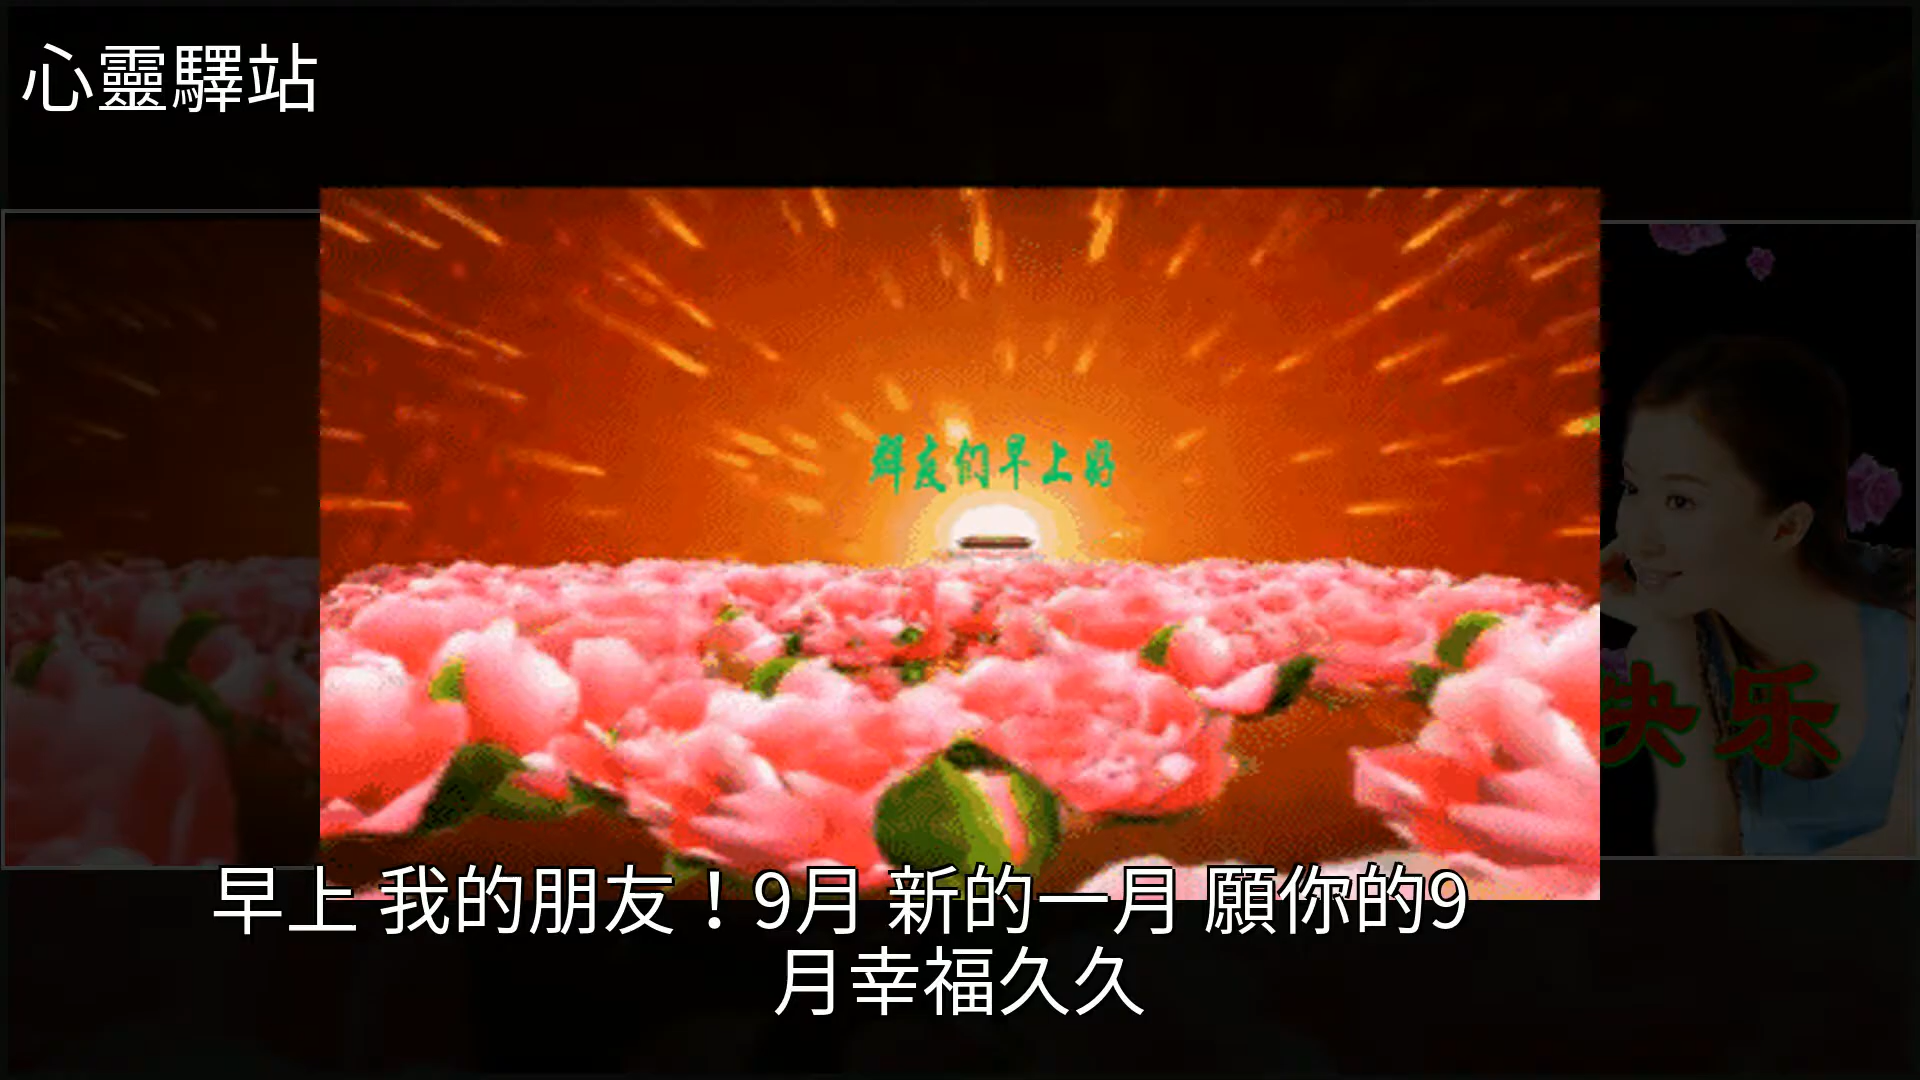 心靈驛站
群友们早上好
快乐
早上 我的朋友！9月 新的一月 願你的9
月幸福久久